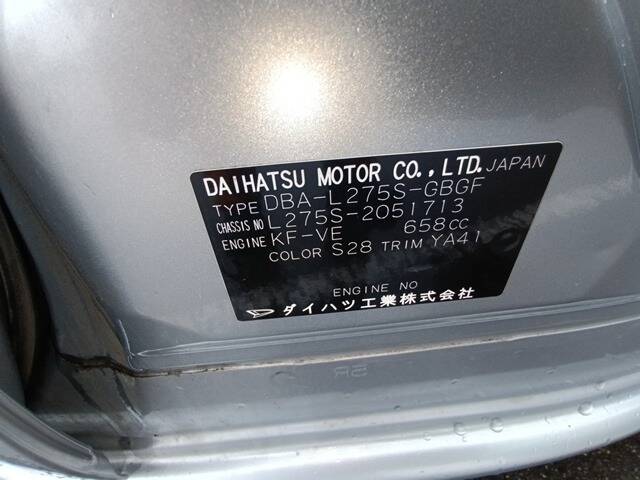 DAIHATSU MOTOR CO., LTD. JAPAN
TYPE DBA-L275S-GBGF
CHASSIS NO L275S-2051713
ENGINE KF-VE 658CC
COLOR S28 TRIM YA41
ENGINE NO
ダイハツ工業株式会社